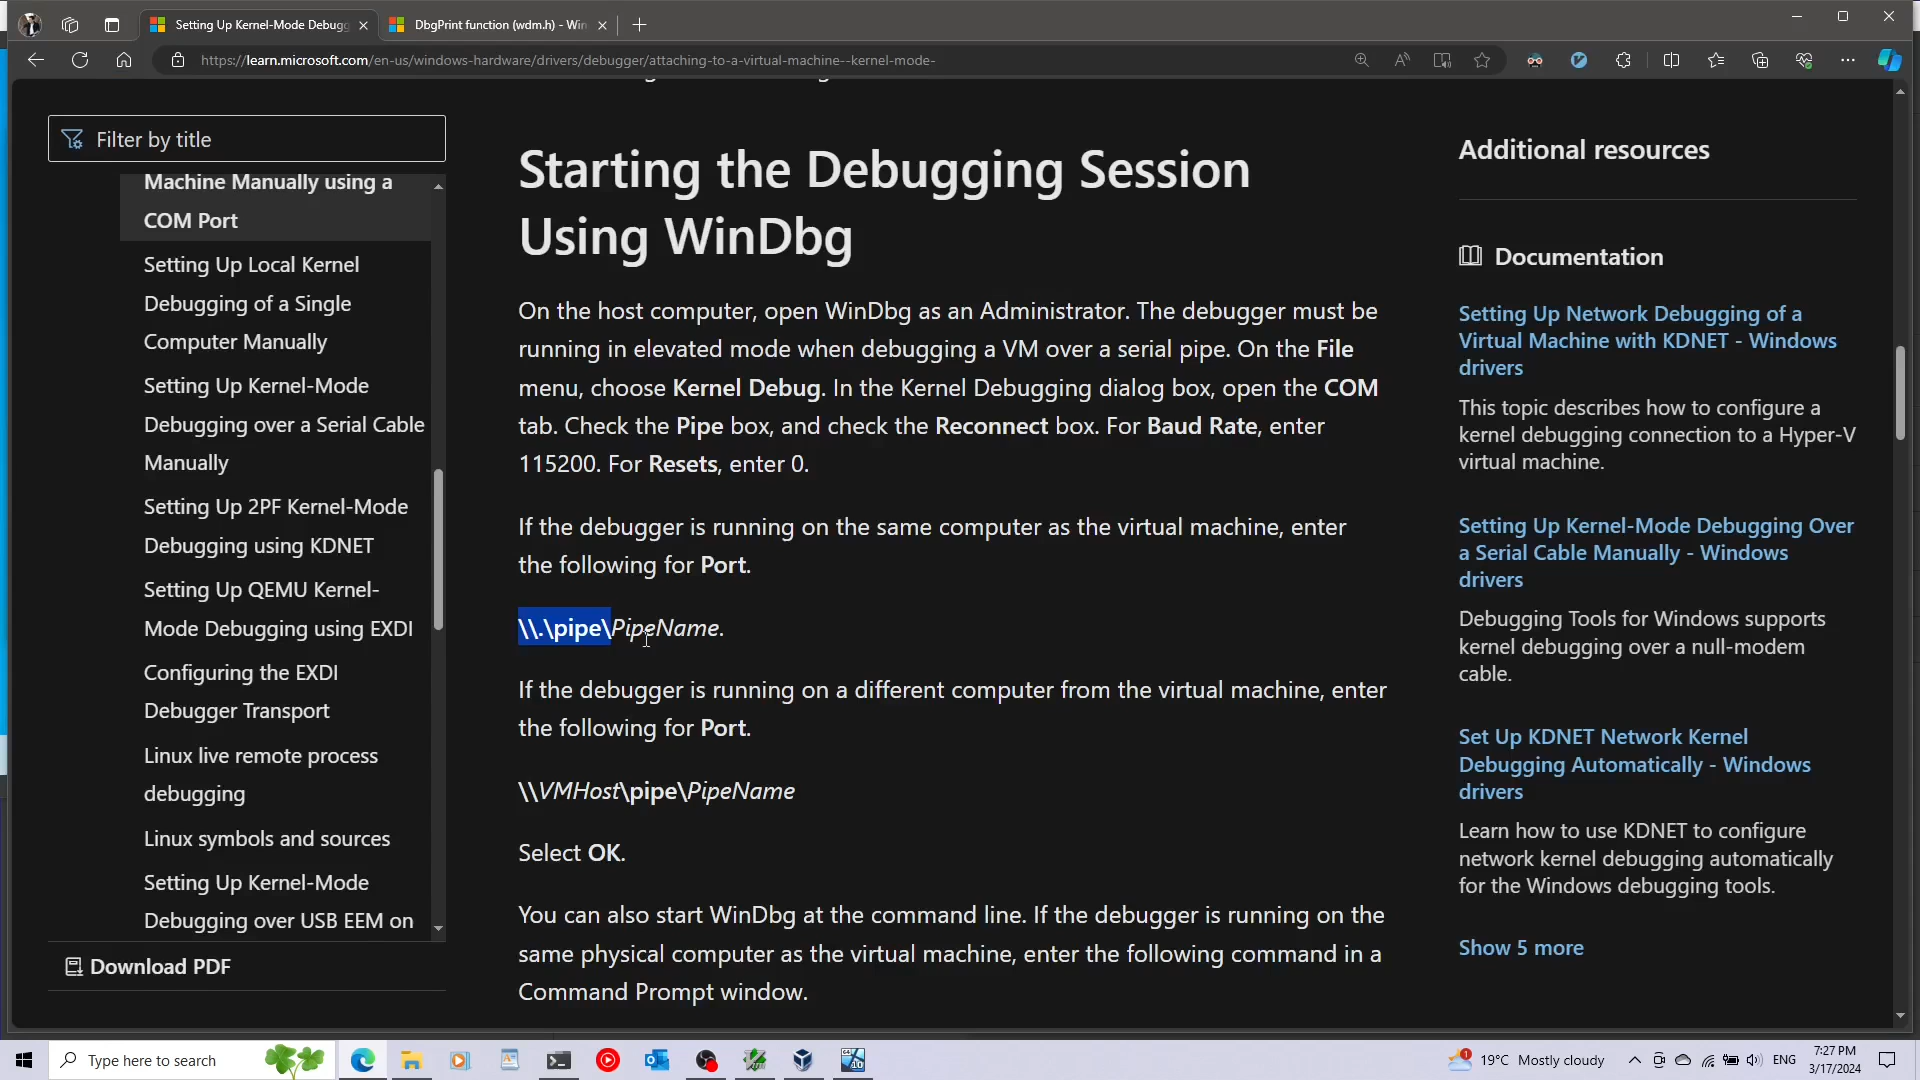 Setting Up Kernel-Mode Debugg
DbgPrint function (wdm.h) - Win
https://learn.microsoft.com/en-us/windows-hardware/drivers/debugger/attaching-to-a-virtual-machine--kernel-mode-
Filter by title
Machine Manually using a
COM Port
Setting Up Local Kernel
Debugging of a Single
Computer Manually
Setting Up Kernel-Mode
Debugging over a Serial Cable
Manually
Setting Up 2PF Kernel-Mode
Debugging using KDNET
Setting Up QEMU Kernel-
Mode Debugging using EXDI
Configuring the EXDI
Debugger Transport
Linux live remote process
debugging
Linux symbols and sources
Setting Up Kernel-Mode
Debugging over USB EEM on
Download PDF
Starting the Debugging Session
Using WinDbg
On the host computer, open WinDbg as an Administrator. The debugger must be
running in elevated mode when debugging a VM over a serial pipe. On the File
menu, choose Kernel Debug. In the Kernel Debugging dialog box, open the COM
tab. Check the Pipe box, and check the Reconnect box. For Baud Rate, enter
115200. For Resets, enter 0.
If the debugger is running on the same computer as the virtual machine, enter
the following for Port.
\\.\pipe\PipeName.
If the debugger is running on a different computer from the virtual machine, enter
the following for Port.
\\VMHost\pipe\PipeName
Select OK.
You can also start WinDbg at the command line. If the debugger is running on the
same physical computer as the virtual machine, enter the following command in a
Command Prompt window.
Additional resources
Documentation
Setting Up Network Debugging of a
Virtual Machine with KDNET - Windows
drivers
This topic describes how to configure a
kernel debugging connection to a Hyper-V
virtual machine.
Setting Up Kernel-Mode Debugging Over
a Serial Cable Manually - Windows
drivers
Debugging Tools for Windows supports
kernel debugging over a null-modem
cable.
Set Up KDNET Network Kernel
Debugging Automatically - Windows
drivers
Learn how to use KDNET to configure
network kernel debugging automatically
for the Windows debugging tools.
Show 5 more
Type here to search
1
19°C Mostly cloudy
ENG
7:27 PM
3/17/2024